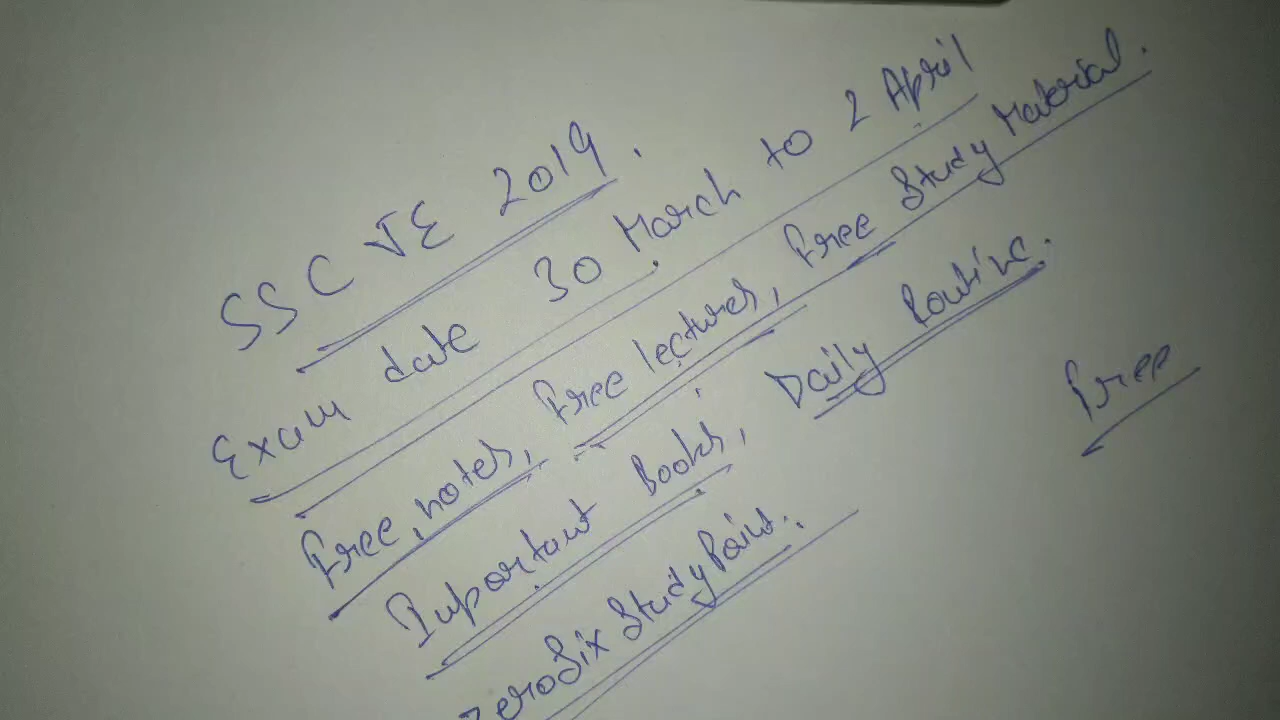 SSC JE 2019.
Exam date 30 March to 2 April
Free, notes, Free lectures, Free Study Material.
Important Books, Daily Routine.
Free
ZeroSix Study Point.